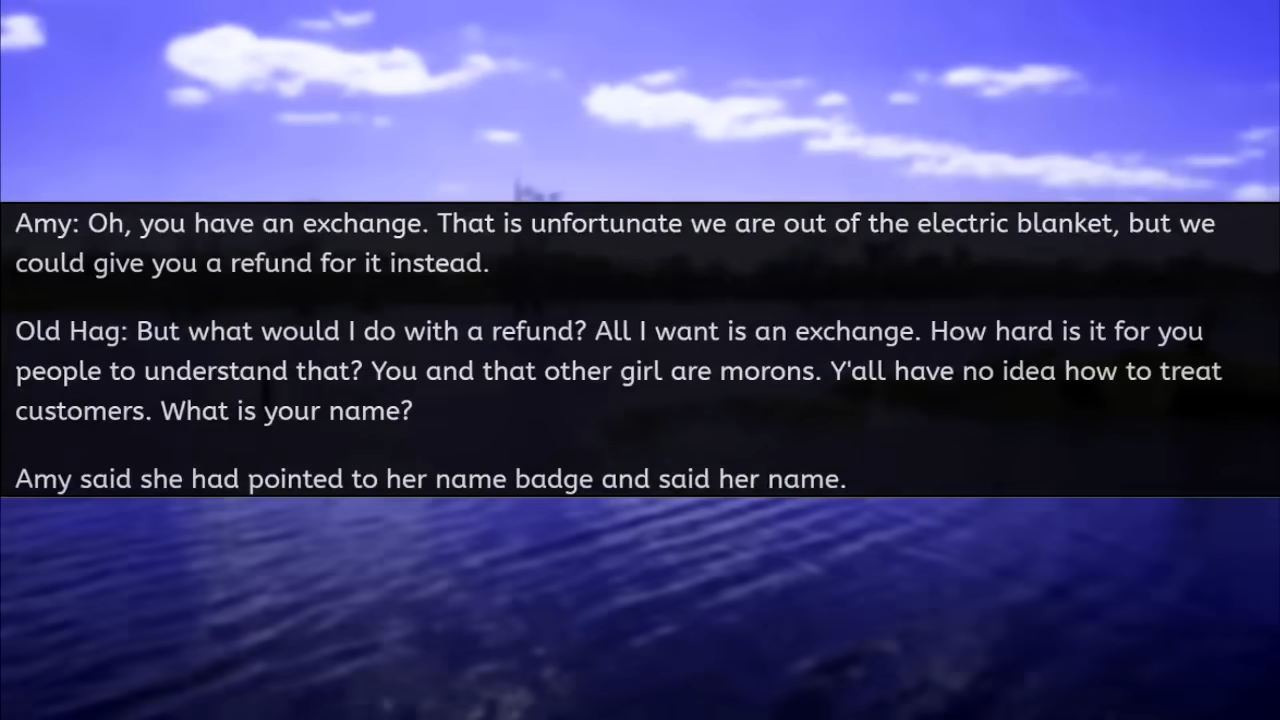 Amy: Oh, you have an exchange. That is unfortunate we are out of the electric blanket, but we
could give you a refund for it instead.
Old Hag: But what would I do with a refund? All I want is an exchange. How hard is it for you
people to understand that? You and that other girl are morons. Y'all have no idea how to treat
customers. What is your name?
Amy said she had pointed to her name badge and said her name.